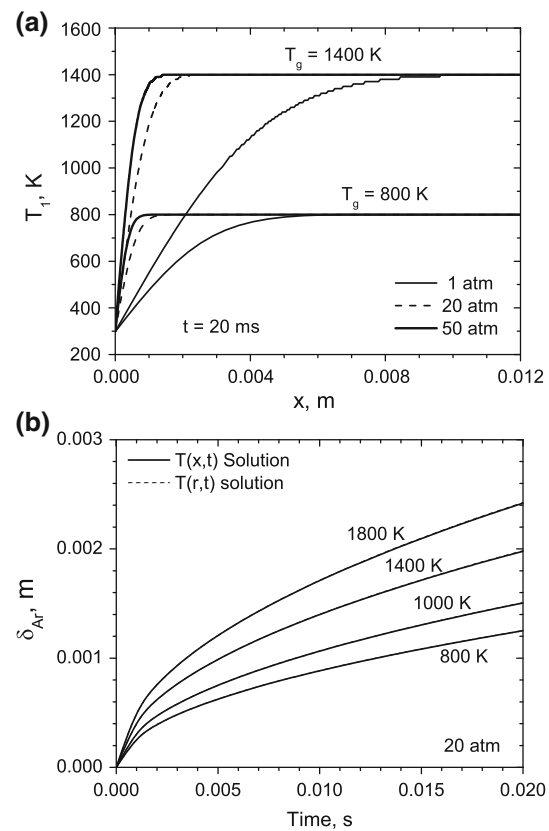 (a)
T_g = 1400 K
T_g = 800 K
1 atm
20 atm
50 atm
t = 20 ms
T_1, K
1600
1400
1200
1000
800
600
400
200
0.000 0.004 0.008 0.012
x, m
(b)
T(x,t) Solution
T(r,t) solution
1800 K
1400 K
1000 K
800 K
20 atm
δ_Ar, m
0.003
0.002
0.001
0.000
0.000 0.005 0.010 0.015 0.020
Time, s